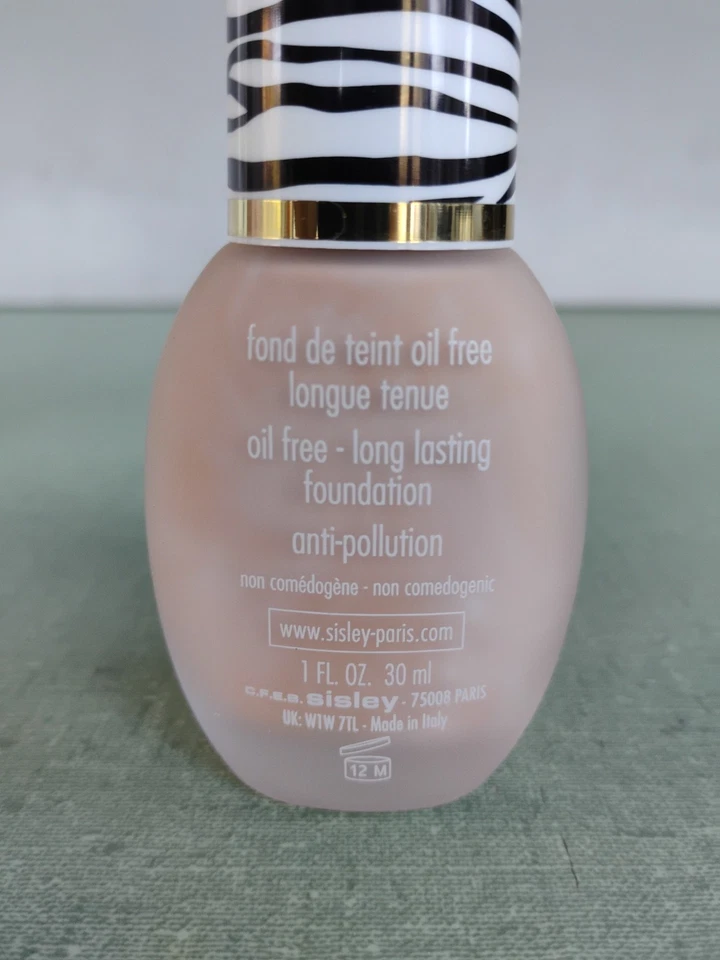 fond de teint oil free
longue tenue
oil free - long lasting
foundation
anti-pollution
non comédogène - non comedogenic
www.sisley-paris.com
1 FL. OZ. 30 ml
C.F.E.B. sisley - 75008 PARIS
UK: W1W 7TL - Made in Italy
12 M